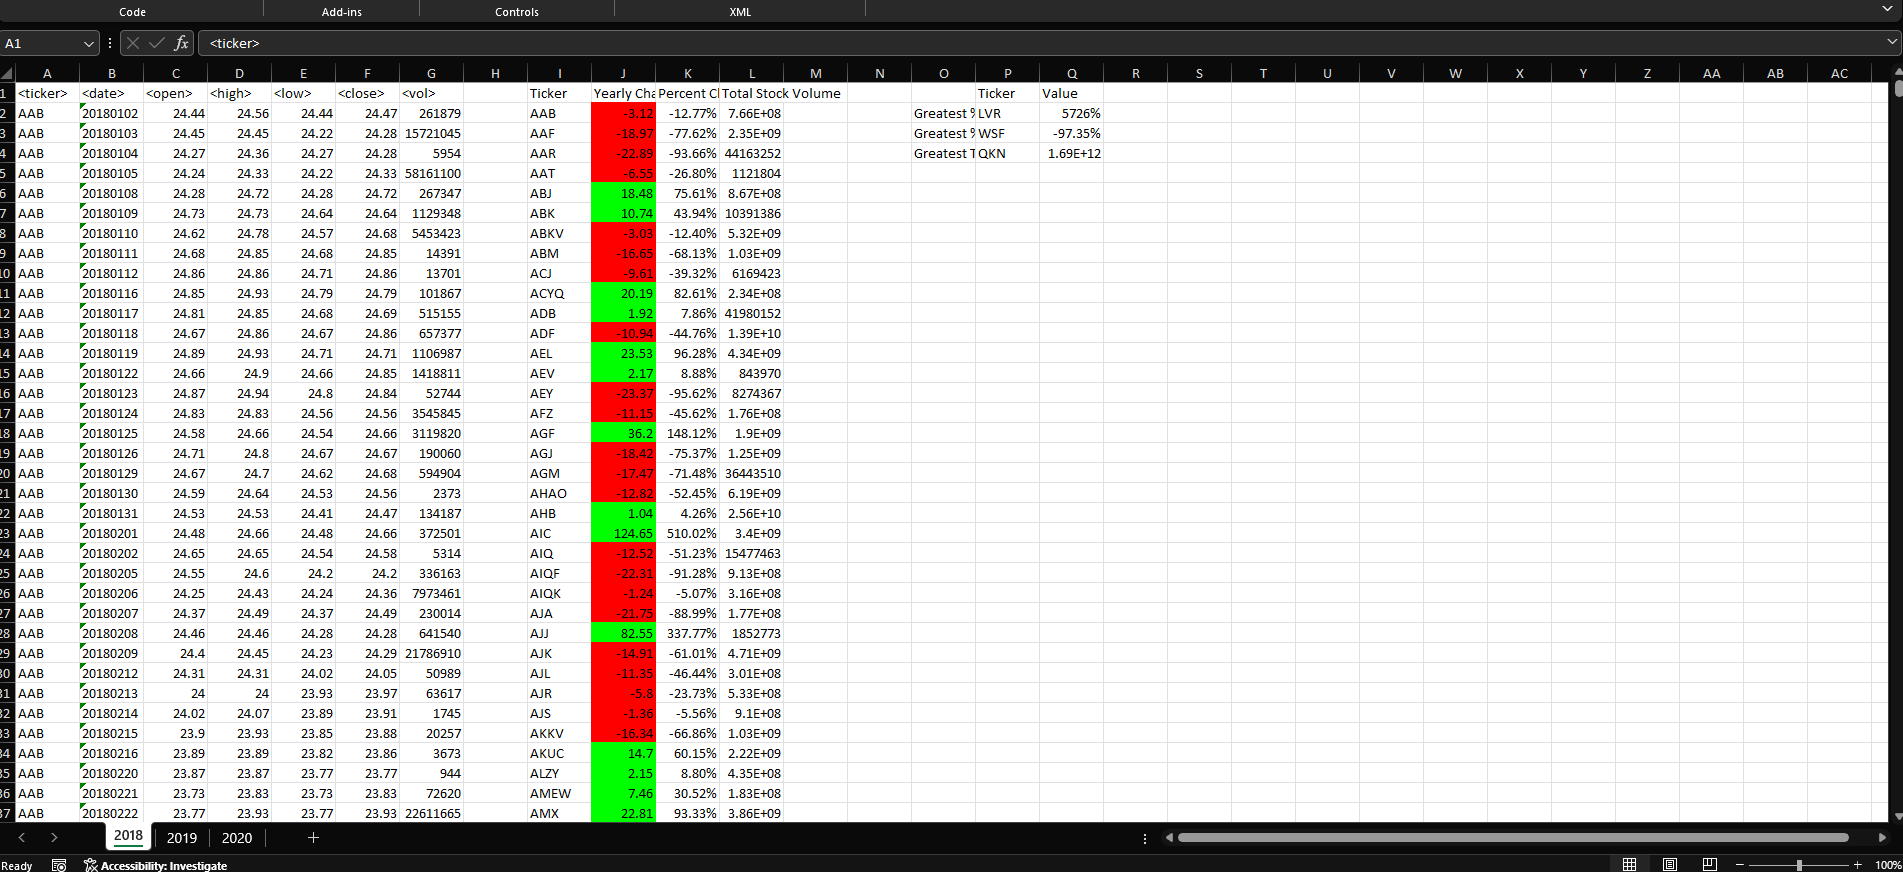 Code Add-ins Controls XML
A1 fx <ticker>
A B C D E F G H I J K L M N O P Q R S T U V W X Y Z AA AB AC
1 <ticker> <date> <open> <high> <low> <close> <vol> Ticker Yearly Cha Percent Cl Total Stock Volume Ticker Value
2 AAB 20180102 24.44 24.56 24.44 24.47 261879 AAB -3.12 -12.77% 7.66E+08 Greatest % LVR 5726%
3 AAB 20180103 24.45 24.45 24.22 24.28 15721045 AAF -18.97 -77.62% 2.35E+09 Greatest % WSF -97.35%
4 AAB 20180104 24.27 24.36 24.27 24.28 5954 AAR -22.89 -93.66% 44163252 Greatest T QKN 1.69E+12
5 AAB 20180105 24.24 24.33 24.22 24.33 58161100 AAT -6.55 -26.80% 1121804
6 AAB 20180108 24.28 24.72 24.28 24.72 267347 ABJ 18.48 75.61% 8.67E+08
7 AAB 20180109 24.73 24.73 24.64 24.64 1129348 ABK 10.74 43.94% 10391386
8 AAB 20180110 24.62 24.78 24.57 24.68 5453423 ABKV -3.03 -12.40% 5.32E+09
9 AAB 20180111 24.68 24.85 24.68 24.85 14391 ABM -16.65 -68.13% 1.03E+09
10 AAB 20180112 24.86 24.86 24.71 24.86 13701 ACJ -9.61 -39.32% 6169423
11 AAB 20180116 24.85 24.93 24.79 24.79 101867 ACYQ 20.19 82.61% 2.34E+08
12 AAB 20180117 24.81 24.85 24.68 24.69 515155 ADB 1.92 7.86% 41980152
13 AAB 20180118 24.67 24.86 24.67 24.86 657377 ADF -10.94 -44.76% 1.39E+10
14 AAB 20180119 24.89 24.93 24.71 24.71 1106987 AEL 23.53 96.28% 4.34E+09
15 AAB 20180122 24.66 24.9 24.66 24.85 1418811 AEV 2.17 8.88% 843970
16 AAB 20180123 24.87 24.94 24.8 24.84 52744 AEY -23.37 -95.62% 8274367
17 AAB 20180124 24.83 24.83 24.56 24.56 3545845 AFZ -11.15 -45.62% 1.76E+08
18 AAB 20180125 24.58 24.66 24.54 24.66 3119820 AGF 36.2 148.12% 1.9E+09
19 AAB 20180126 24.71 24.8 24.67 24.67 190060 AGJ -18.42 -75.37% 1.25E+09
20 AAB 20180129 24.67 24.7 24.62 24.68 594904 AGM -17.47 -71.48% 36443510
21 AAB 20180130 24.59 24.64 24.53 24.56 2373 AHAO -12.82 -52.45% 6.19E+09
22 AAB 20180131 24.53 24.53 24.41 24.47 134187 AHB 1.04 4.26% 2.56E+10
23 AAB 20180201 24.48 24.66 24.48 24.66 372501 AIC 124.65 510.02% 3.4E+09
24 AAB 20180202 24.65 24.65 24.54 24.58 5314 AIQ -12.52 -51.23% 15477463
25 AAB 20180205 24.55 24.6 24.2 24.2 336163 AIQF -22.31 -91.28% 9.13E+08
26 AAB 20180206 24.25 24.43 24.24 24.36 7973461 AIQK -1.24 -5.07% 3.16E+08
27 AAB 20180207 24.37 24.49 24.37 24.49 230014 AJA -21.75 -88.99% 1.77E+08
28 AAB 20180208 24.46 24.46 24.28 24.28 641540 AJJ 82.55 337.77% 1852773
29 AAB 20180209 24.4 24.45 24.23 24.29 21786910 AJK -14.91 -61.01% 4.71E+09
30 AAB 20180212 24.31 24.31 24.02 24.05 50989 AJL -11.35 -46.44% 3.01E+08
31 AAB 20180213 24 24 23.93 23.97 63617 AJR -5.8 -23.73% 5.33E+08
32 AAB 20180214 24.02 24.07 23.89 23.91 1745 AJS -1.36 -5.56% 9.1E+08
33 AAB 20180215 23.9 23.93 23.85 23.88 20257 AKKV -16.34 -66.86% 1.03E+09
34 AAB 20180216 23.89 23.89 23.82 23.86 3673 AKUC 14.7 60.15% 2.22E+09
35 AAB 20180220 23.87 23.87 23.77 23.77 944 ALZY 2.15 8.80% 4.35E+08
36 AAB 20180221 23.73 23.83 23.73 23.83 72620 AMEW 7.46 30.52% 1.83E+08
37 AAB 20180222 23.77 23.93 23.77 23.93 22611665 AMX 22.81 93.33% 3.86E+09
2018 2019 2020
Ready Accessibility: Investigate 100%